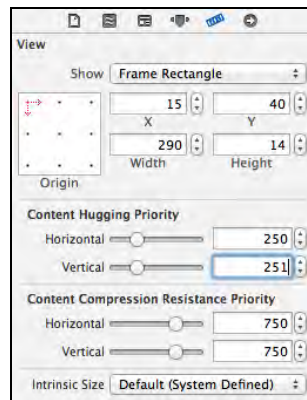 View
Show Frame Rectangle
15 40
X Y
290 14
Width Height
Origin
Content Hugging Priority
Horizontal 250
Vertical 251
Content Compression Resistance Priority
Horizontal 750
Vertical 750
Intrinsic Size Default (System Defined)